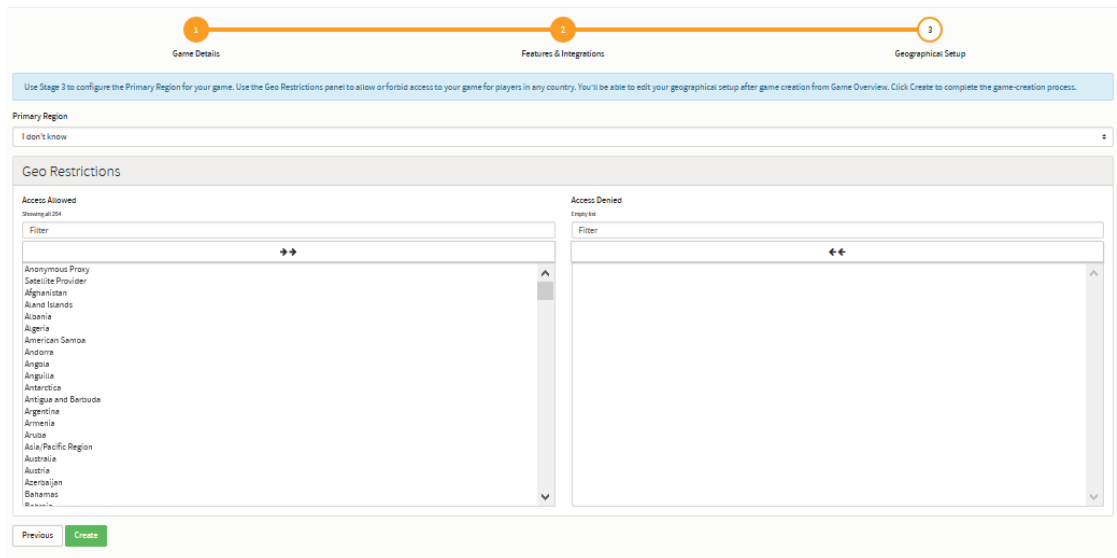 1
2
3
Game Details
Features & Integrations
Geographical Setup
Use Stage 3 to configure the Primary Region for your game. Use the Geo Restrictions panel to allow or forbid access to your game for players in any country. You'll be able to edit your geographical setup after game creation from Game Overview. Click Create to complete the game-creation process.
Primary Region
I don't know
Geo Restrictions
Access Allowed
Showing all 254
Filter
Anonymous Proxy
Satellite Provider
Afghanistan
Aland Islands
Albania
Algeria
American Samoa
Andorra
Angola
Anguilla
Antarctica
Antigua and Barbuda
Argentina
Armenia
Aruba
Asia/Pacific Region
Australia
Austria
Azerbaijan
Bahamas
Bahrain
Access Denied
Empty list
Filter
Previous
Create